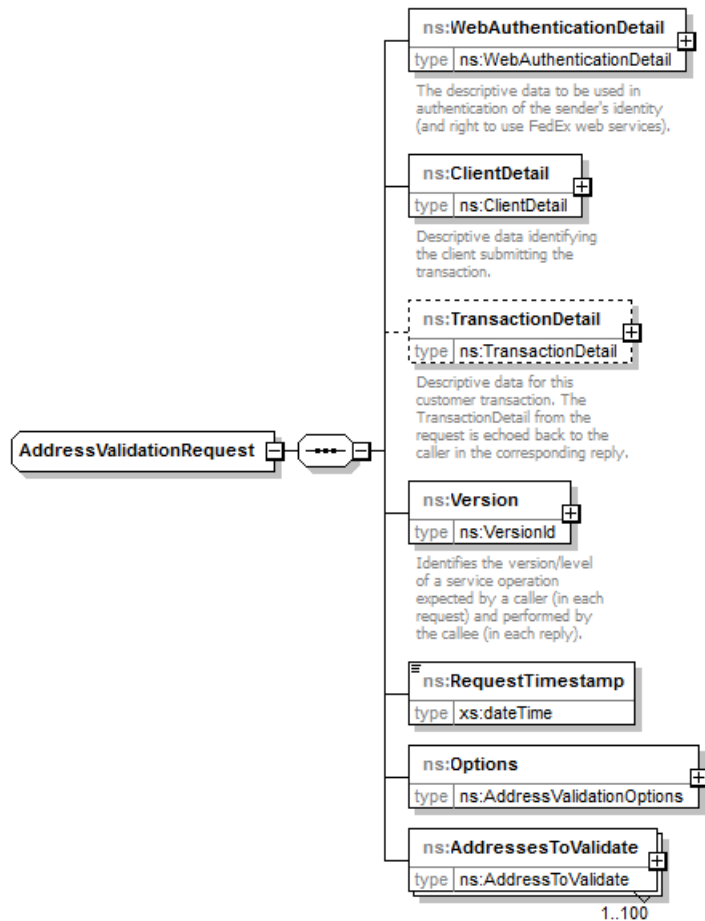 ns:WebAuthenticationDetail
type ns:WebAuthenticationDetail
The descriptive data to be used in
authentication of the sender's identity
(and right to use FedEx web services).
ns:ClientDetail
type ns:ClientDetail
Descriptive data identifying
the client submitting the
transaction.
ns:TransactionDetail
type ns:TransactionDetail
Descriptive data for this
customer transaction. The
TransactionDetail from the
request is echoed back to the
caller in the corresponding reply.
AddressValidationRequest
ns:Version
type ns:VersionId
Identifies the version/level
of a service operation
expected by a caller (in each
request) and performed by
the callee (in each reply).
ns:RequestTimestamp
type xs:dateTime
ns:Options
type ns:AddressValidationOptions
ns:AddressesToValidate
type ns:AddressToValidate
1..100